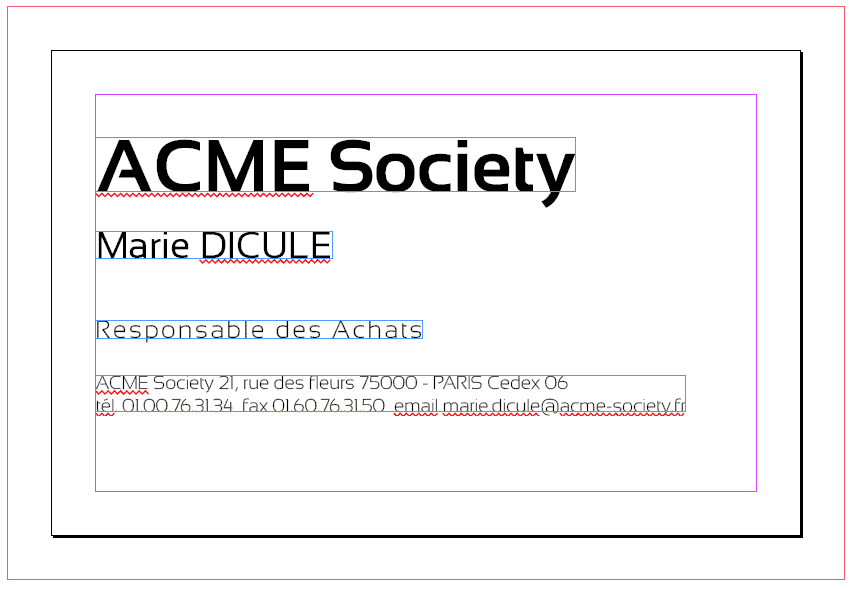 ACME Society
Marie DICULE
Responsable des Achats
ACME Society 21, rue des fleurs 75000 - PARIS Cedex 06
tél. 01.00.76.31.34  fax 01.60.76.31.50  email marie.dicule@acme-society.fr